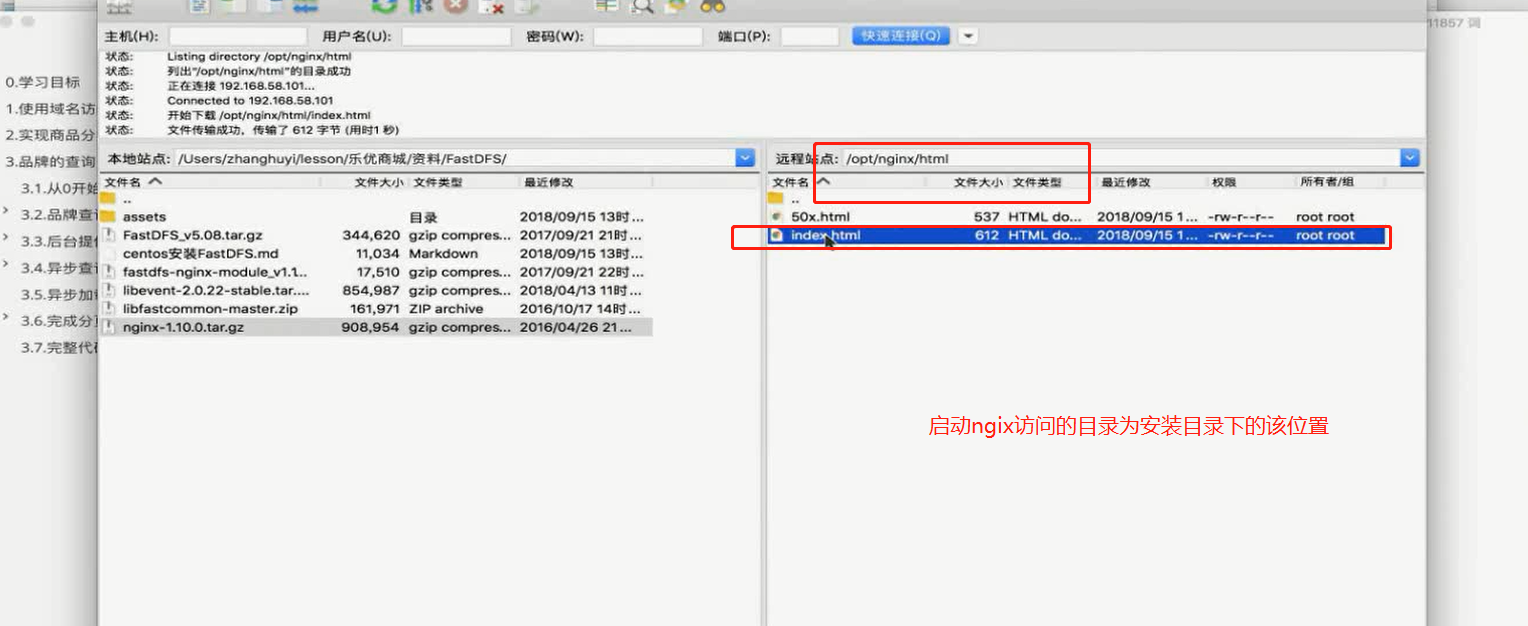 11857 词
主机(H): 用户名(U): 密码(W): 端口(P): 快速连接(Q)
状态: Listing directory /opt/nginx/html
状态: 列出"/opt/nginx/html"的目录成功
状态: 正在连接 192.168.58.101...
状态: Connected to 192.168.58.101
状态: 开始下载 /opt/nginx/html/index.html
状态: 文件传输成功，传输了 612 字节 (用时1 秒)
0.学习目标
1.使用域名访
2.实现商品分
3.品牌的查询
3.1.从0开始
3.2.品牌查
3.3.后台提
3.4.异步查
3.5.异步加
3.6.完成分
3.7.完整代
本地站点: /Users/zhanghuyi/lesson/乐优商城/资料/FastDFS/
文件名 文件大小 文件类型 最近修改
..
assets 目录 2018/09/15 13时...
FastDFS_v5.08.tar.gz 344,620 gzip compres... 2017/09/21 21时...
centos安装FastDFS.md 11,034 Markdown 2018/09/15 13时...
fastdfs-nginx-module_v1.1... 17,510 gzip compres... 2017/09/21 22时...
libevent-2.0.22-stable.tar.... 854,987 gzip compres... 2018/04/13 11时...
libfastcommon-master.zip 161,971 ZIP archive 2016/10/17 14时...
nginx-1.10.0.tar.gz 908,954 gzip compres... 2016/04/26 21...
远程站点: /opt/nginx/html
文件名 文件大小 文件类型 最近修改 权限 所有者/组
..
50x.html 537 HTML do... 2018/09/15 1... -rw-r--r-- root root
index.html 612 HTML do... 2018/09/15 1... -rw-r--r-- root root
启动ngix访问的目录为安装目录下的该位置